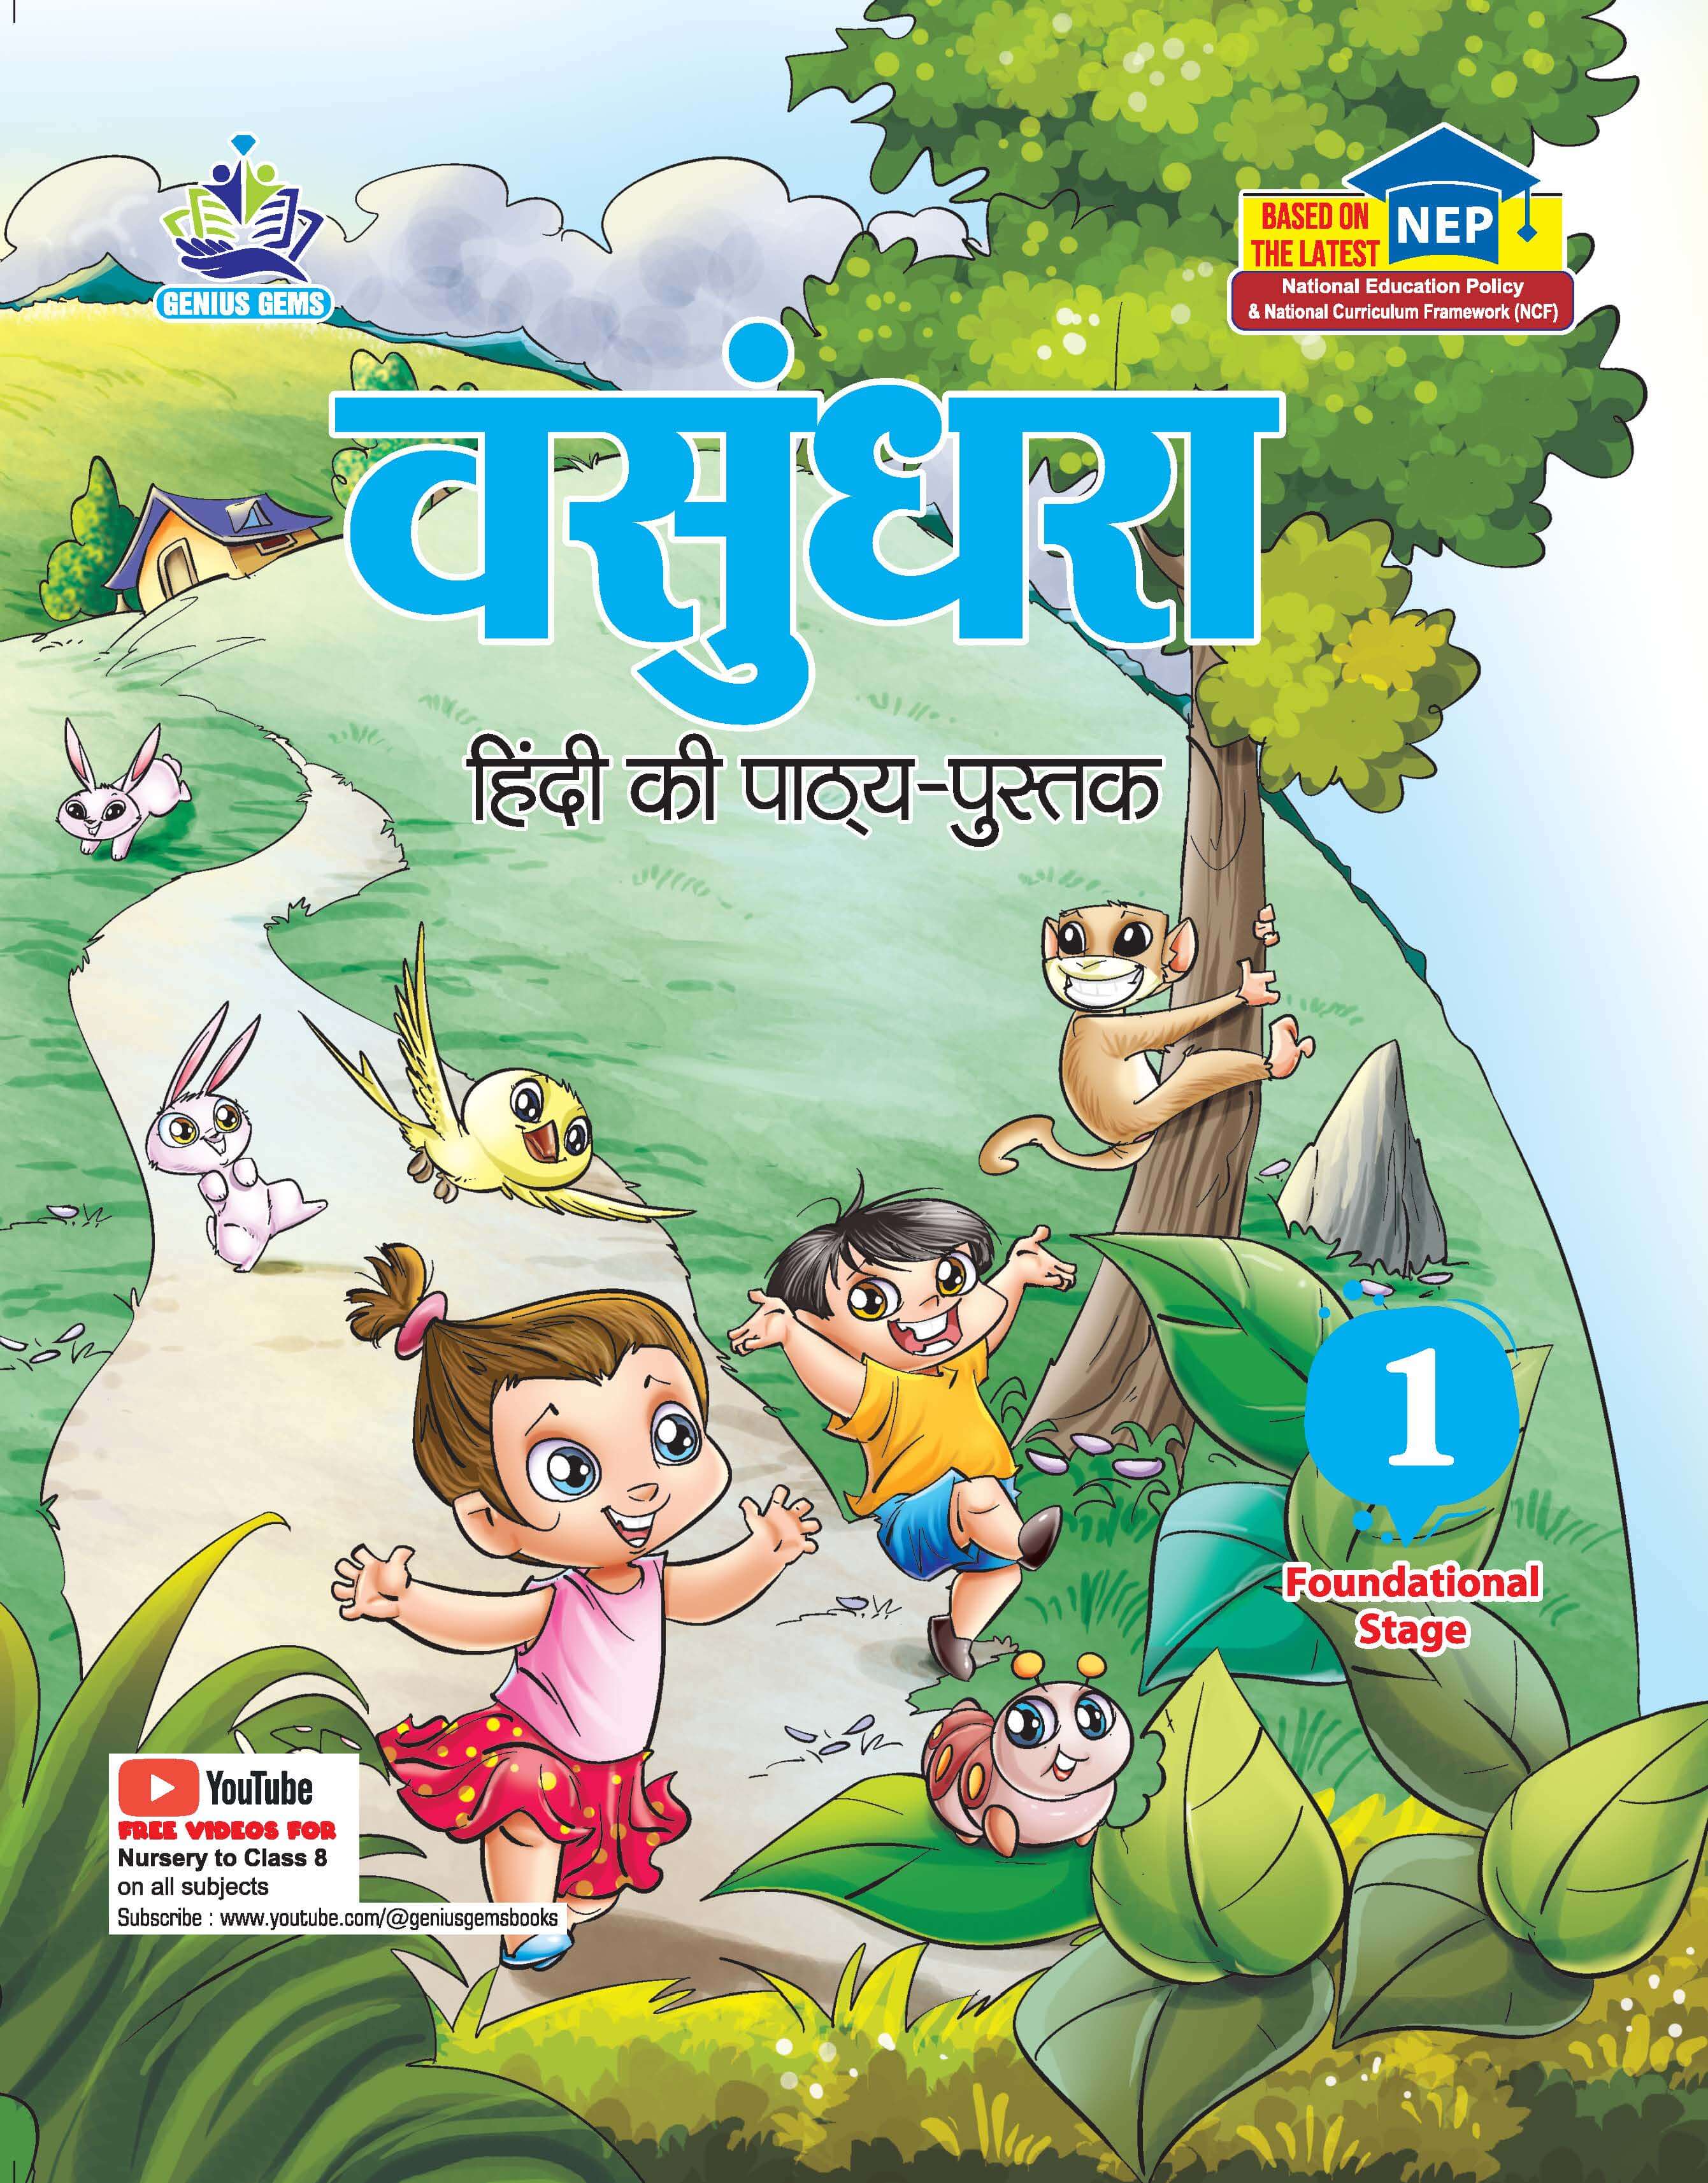 GENIUS GEMS
BASED ON
THE LATEST
NEP
National Education Policy
& National Curriculum Framework (NCF)
वसुंधरा
हिंदी की पाठ्य-पुस्तक
1
Foundational
Stage
YouTube
FREE VIDEOS FOR
Nursery to Class 8
on all subjects
Subscribe : www.youtube.com/@geniusgemsbooks